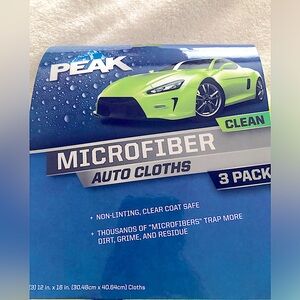 PEAK
CLEAN
MICROFIBER
AUTO CLOTHS
3 PACK
• NON-LINTING, CLEAR COAT SAFE
• THOUSANDS OF "MICROFIBERS" TRAP MORE
DIRT, GRIME, AND RESIDUE
(3) 12 in. x 16 in. (30.48cm x 40.64cm) Cloths